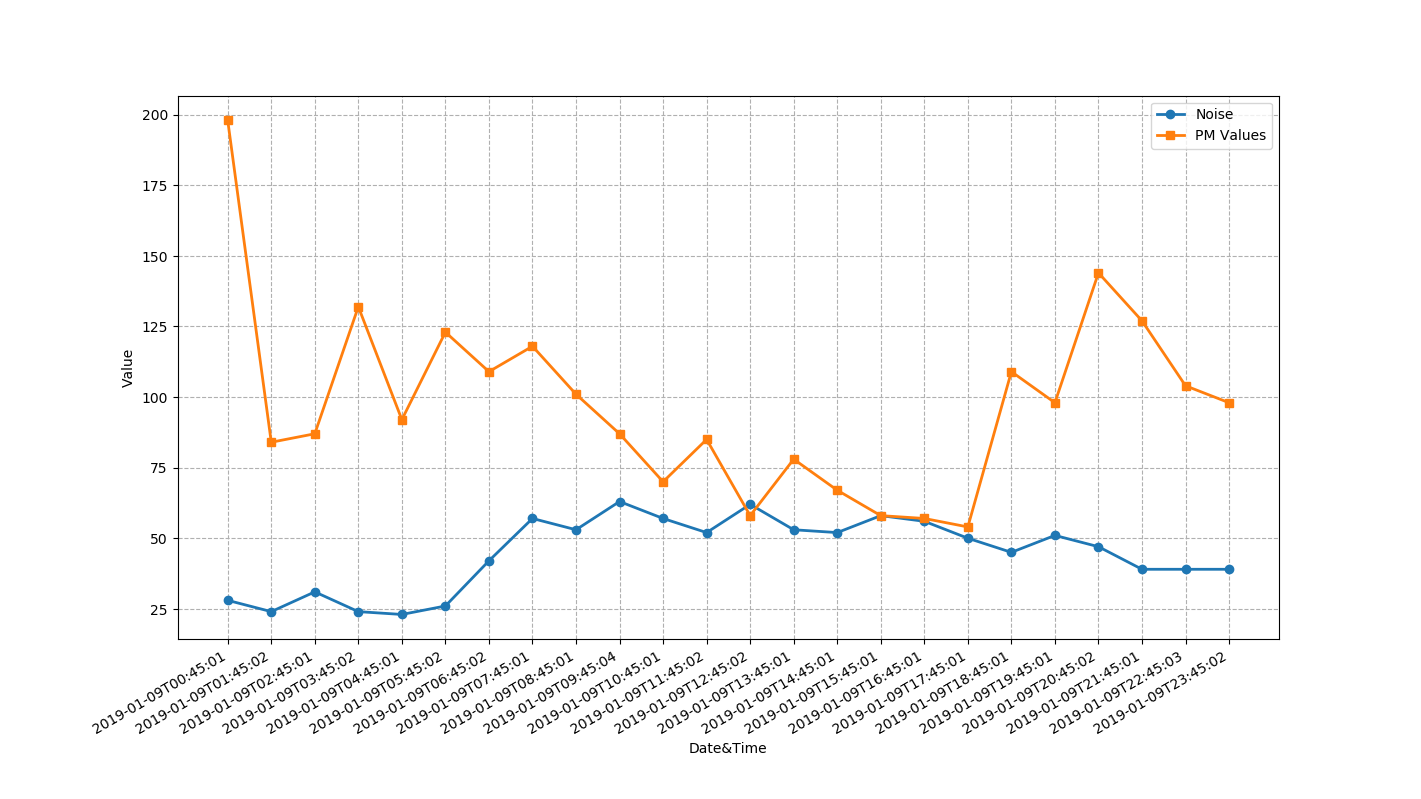 Noise
PM Values
200
175
150
125
100
75
50
25
Value
2019-01-09T00:45:01
2019-01-09T01:45:02
2019-01-09T02:45:01
2019-01-09T03:45:02
2019-01-09T04:45:01
2019-01-09T05:45:02
2019-01-09T06:45:02
2019-01-09T07:45:01
2019-01-09T08:45:01
2019-01-09T09:45:04
2019-01-09T10:45:01
2019-01-09T11:45:02
2019-01-09T12:45:02
2019-01-09T13:45:01
2019-01-09T14:45:01
2019-01-09T15:45:01
2019-01-09T16:45:01
2019-01-09T17:45:01
2019-01-09T18:45:01
2019-01-09T19:45:01
2019-01-09T20:45:02
2019-01-09T21:45:01
2019-01-09T22:45:03
2019-01-09T23:45:02
Date&Time